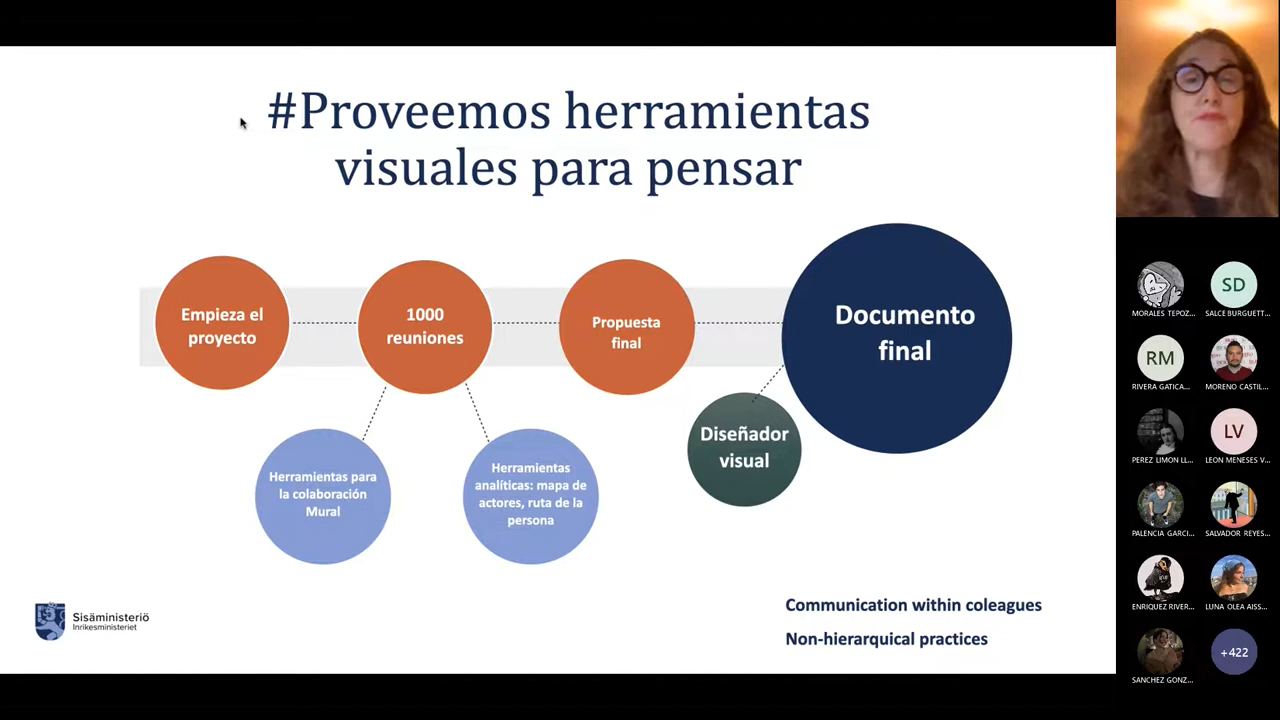 #Proveemos herramientas
visuales para pensar
Empieza el
proyecto
1000
reuniones
Propuesta
final
Documento
final
Diseñador
visual
Herramientas para
la colaboración
Mural
Herramientas
analíticas: mapa de
actores, ruta de la
persona
Sisäministeriö
Inrikesministeriet
Communication within coleagues
Non-hierarquical practices
MORALES TEPOZ...
SD
SALCE BURGUETT...
RM
RIVERA GATICA...
MORENO CASTIL...
PEREZ LIMON LL...
LV
LEON MENESES V...
PALENCIA GARCI...
SALVADOR REYES...
ENRIQUEZ RIVER...
LUNA OLEA AISS...
SANCHEZ GONZ...
+422